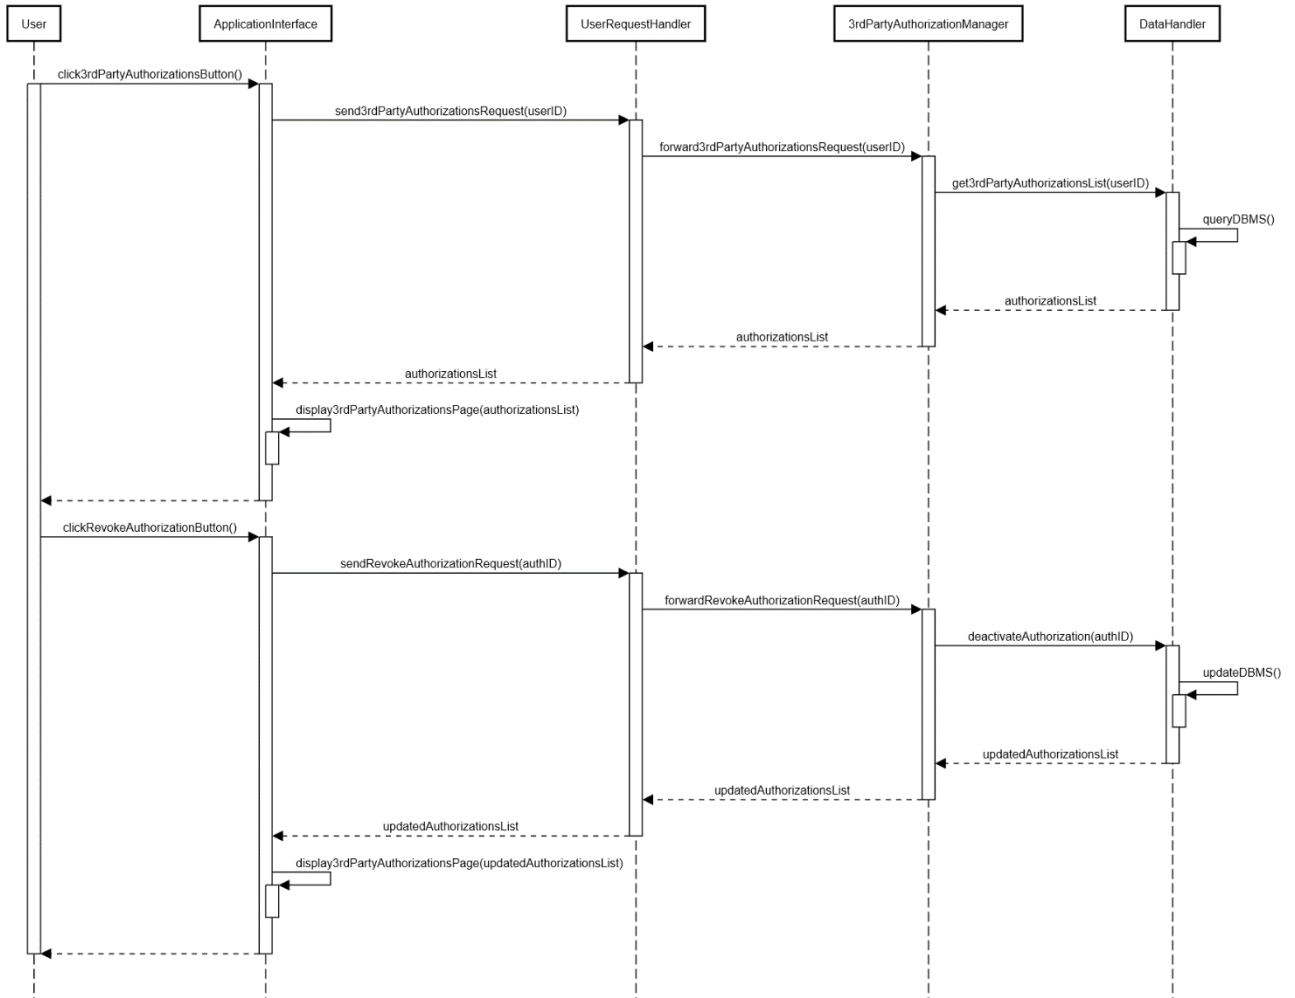 User
ApplicationInterface
UserRequestHandler
3rdPartyAuthorizationManager
DataHandler
click3rdPartyAuthorizationsButton()
send3rdPartyAuthorizationsRequest(userID)
forward3rdPartyAuthorizationsRequest(userID)
get3rdPartyAuthorizationsList(userID)
queryDBMS()
authorizationsList
authorizationsList
authorizationsList
display3rdPartyAuthorizationsPage(authorizationsList)
clickRevokeAuthorizationButton()
sendRevokeAuthorizationRequest(authID)
forwardRevokeAuthorizationRequest(authID)
deactivateAuthorization(authID)
updateDBMS()
updatedAuthorizationsList
updatedAuthorizationsList
updatedAuthorizationsList
display3rdPartyAuthorizationsPage(updatedAuthorizationsList)